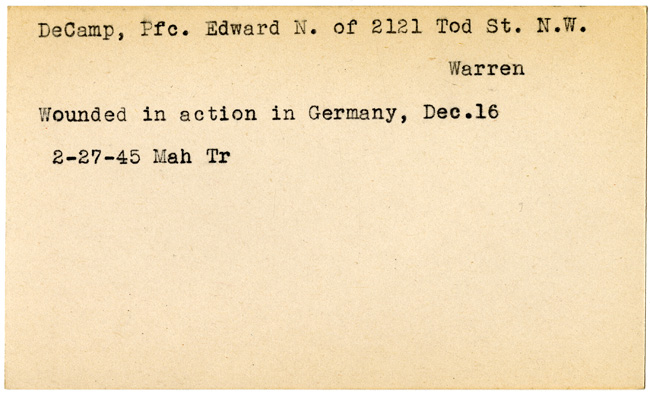 DeCamp, Pfc. Edward N. of 2121 Tod St. N.W.
Warren
Wounded in action in Germany, Dec.16
2-27-45 Mah Tr